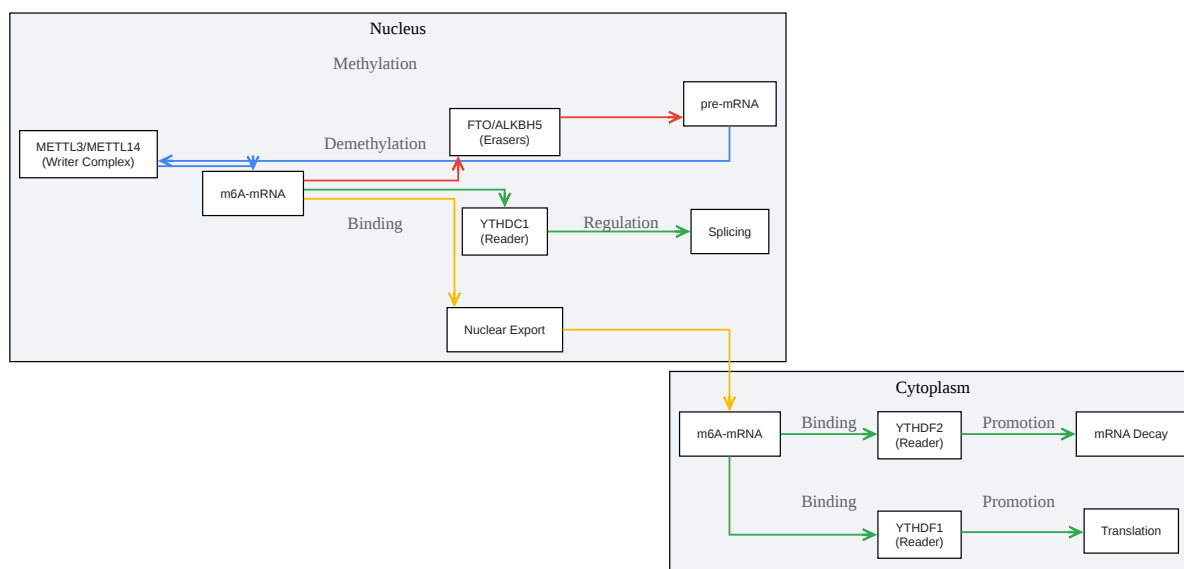 Nucleus
Methylation
pre-mRNA
FTO/ALKBH5
(Erasers)
METTL3/METTL14
(Writer Complex)
Demethylation
m6A-mRNA
Binding
YTHDC1
(Reader)
Regulation
Splicing
Nuclear Export
Cytoplasm
m6A-mRNA
Binding
YTHDF2
(Reader)
Promotion
mRNA Decay
Binding
YTHDF1
(Reader)
Promotion
Translation